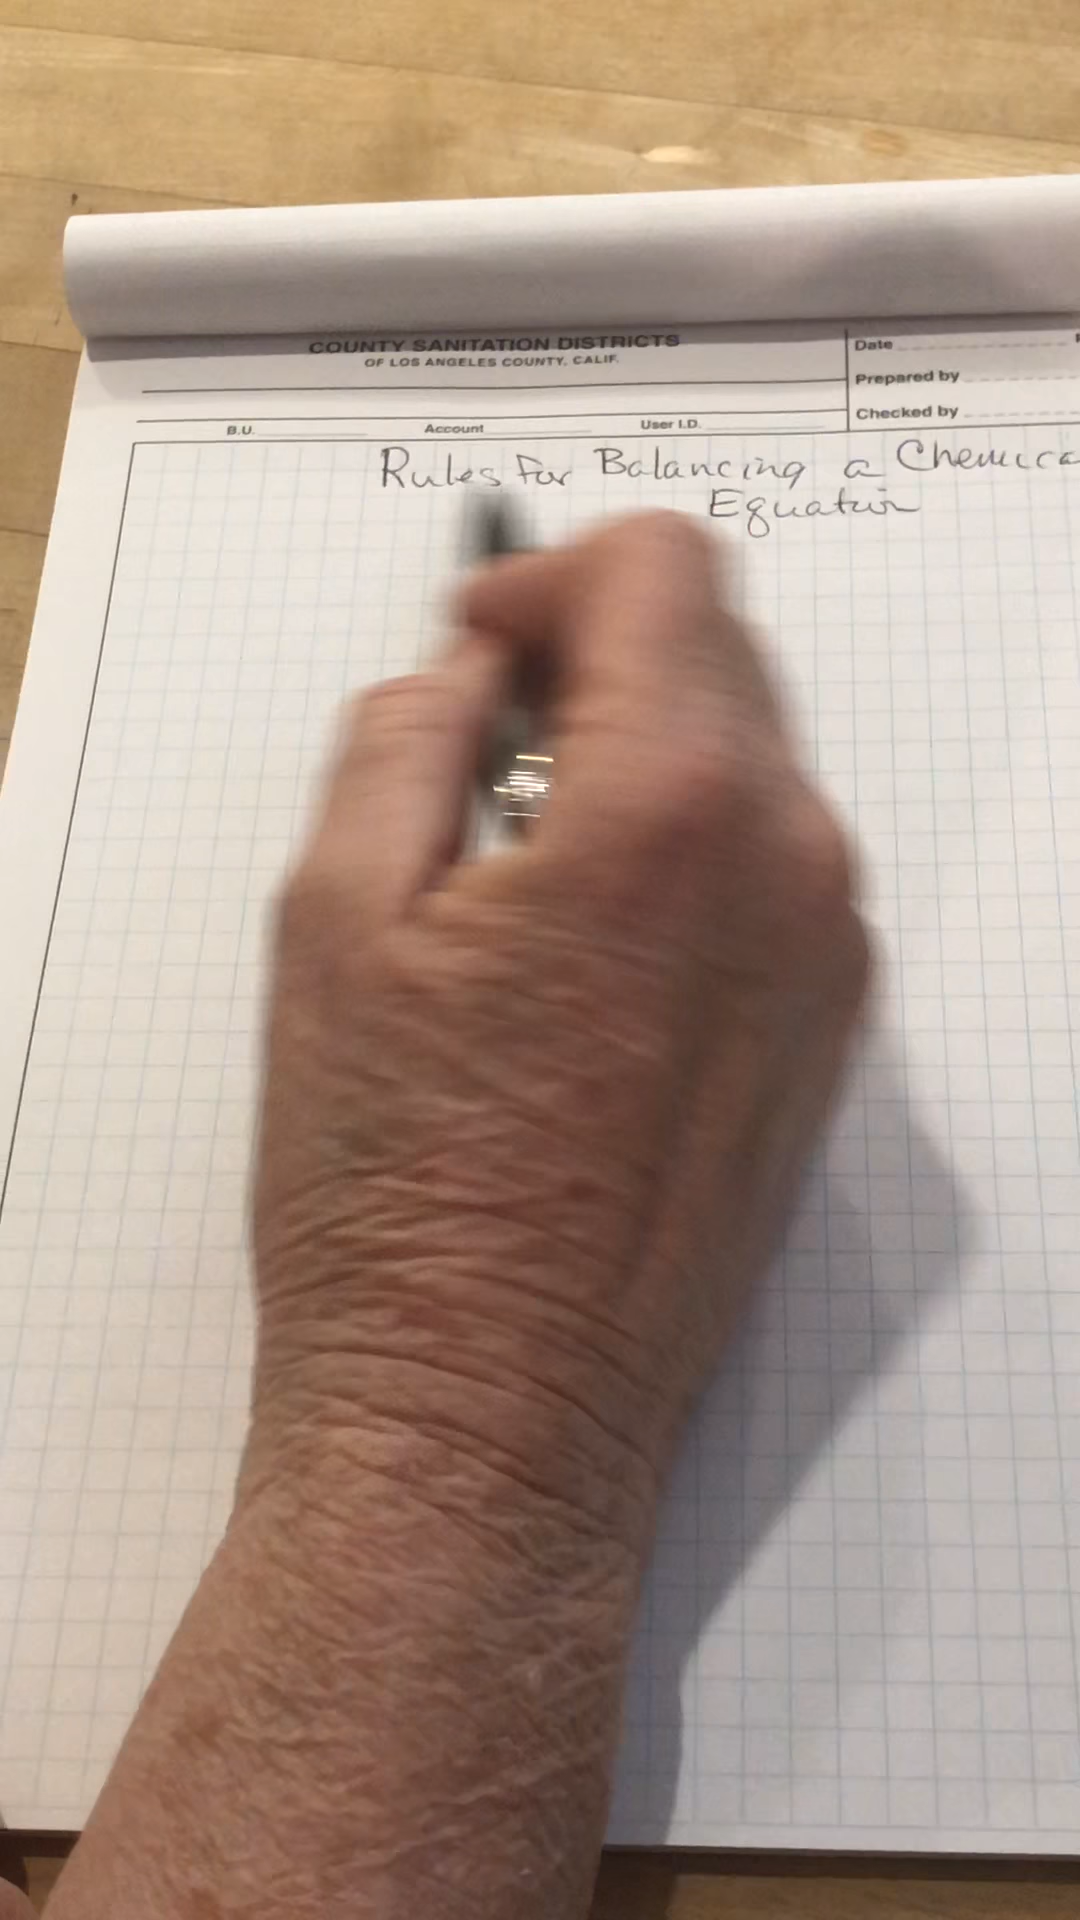 COUNTY SANITATION DISTRICTS
OF LOS ANGELES COUNTY, CALIF.
Date
Prepared by
Checked by
B.U. Account User I.D.
Rules for Balancing a Chemica
Equation